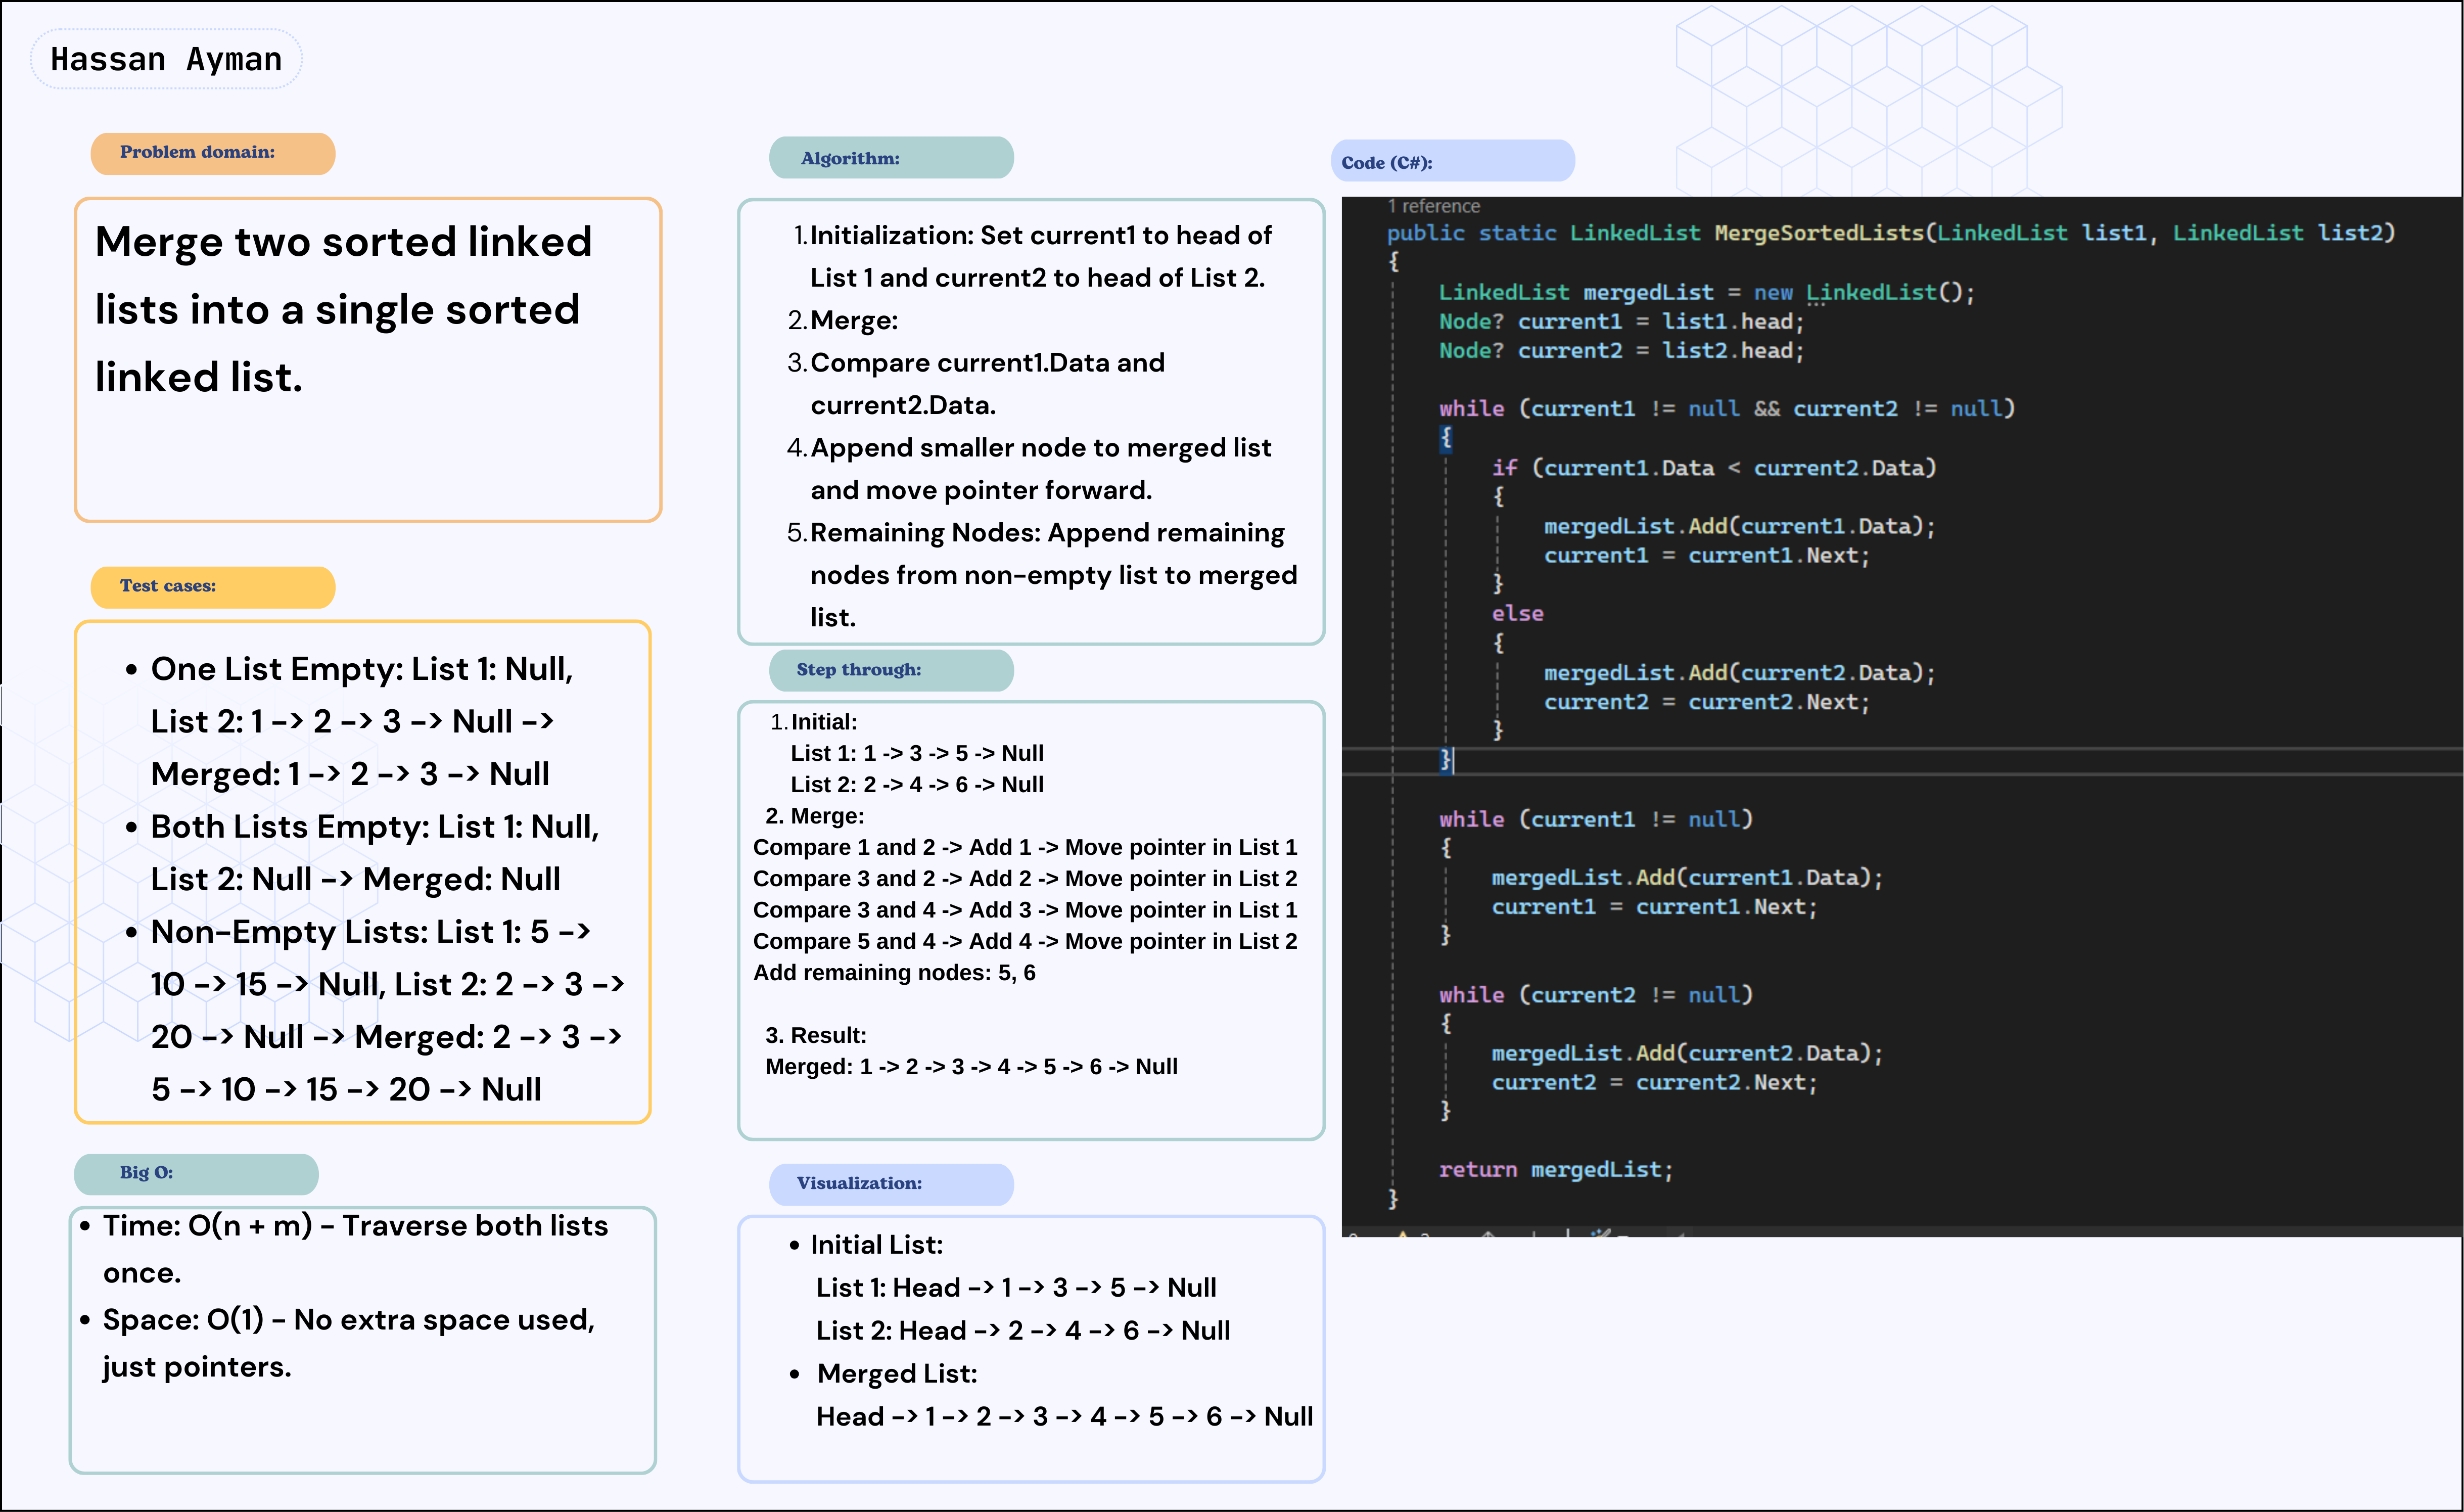 Hassan Ayman
Problem domain:
Merge two sorted linked
lists into a single sorted
linked list.
Test cases:
• One List Empty: List 1: Null,
List 2: 1 -> 2 -> 3 -> Null ->
Merged: 1 -> 2 -> 3 -> Null
• Both Lists Empty: List 1: Null,
List 2: Null -> Merged: Null
• Non-Empty Lists: List 1: 5 ->
10 -> 15 -> Null, List 2: 2 -> 3 ->
20 -> Null -> Merged: 2 -> 3 ->
5 -> 10 -> 15 -> 20 -> Null
Big O:
• Time: O(n + m) - Traverse both lists
once.
• Space: O(1) - No extra space used,
just pointers.
Algorithm:
1. Initialization: Set current1 to head of
List 1 and current2 to head of List 2.
2. Merge:
3. Compare current1.Data and
current2.Data.
4. Append smaller node to merged list
and move pointer forward.
5. Remaining Nodes: Append remaining
nodes from non-empty list to merged
list.
Step through:
1. Initial:
List 1: 1 -> 3 -> 5 -> Null
List 2: 2 -> 4 -> 6 -> Null
2. Merge:
Compare 1 and 2 -> Add 1 -> Move pointer in List 1
Compare 3 and 2 -> Add 2 -> Move pointer in List 2
Compare 3 and 4 -> Add 3 -> Move pointer in List 1
Compare 5 and 4 -> Add 4 -> Move pointer in List 2
Add remaining nodes: 5, 6
3. Result:
Merged: 1 -> 2 -> 3 -> 4 -> 5 -> 6 -> Null
Visualization:
• Initial List:
List 1: Head -> 1 -> 3 -> 5 -> Null
List 2: Head -> 2 -> 4 -> 6 -> Null
• Merged List:
Head -> 1 -> 2 -> 3 -> 4 -> 5 -> 6 -> Null
Code (C#):
1 reference
public static LinkedList MergeSortedLists(LinkedList list1, LinkedList list2)
{
LinkedList mergedList = new LinkedList();
Node? current1 = list1.head;
Node? current2 = list2.head;
while (current1 != null && current2 != null)
{
if (current1.Data < current2.Data)
{
mergedList.Add(current1.Data);
current1 = current1.Next;
}
else
{
mergedList.Add(current2.Data);
current2 = current2.Next;
}
}
while (current1 != null)
{
mergedList.Add(current1.Data);
current1 = current1.Next;
}
while (current2 != null)
{
mergedList.Add(current2.Data);
current2 = current2.Next;
}
return mergedList;
}